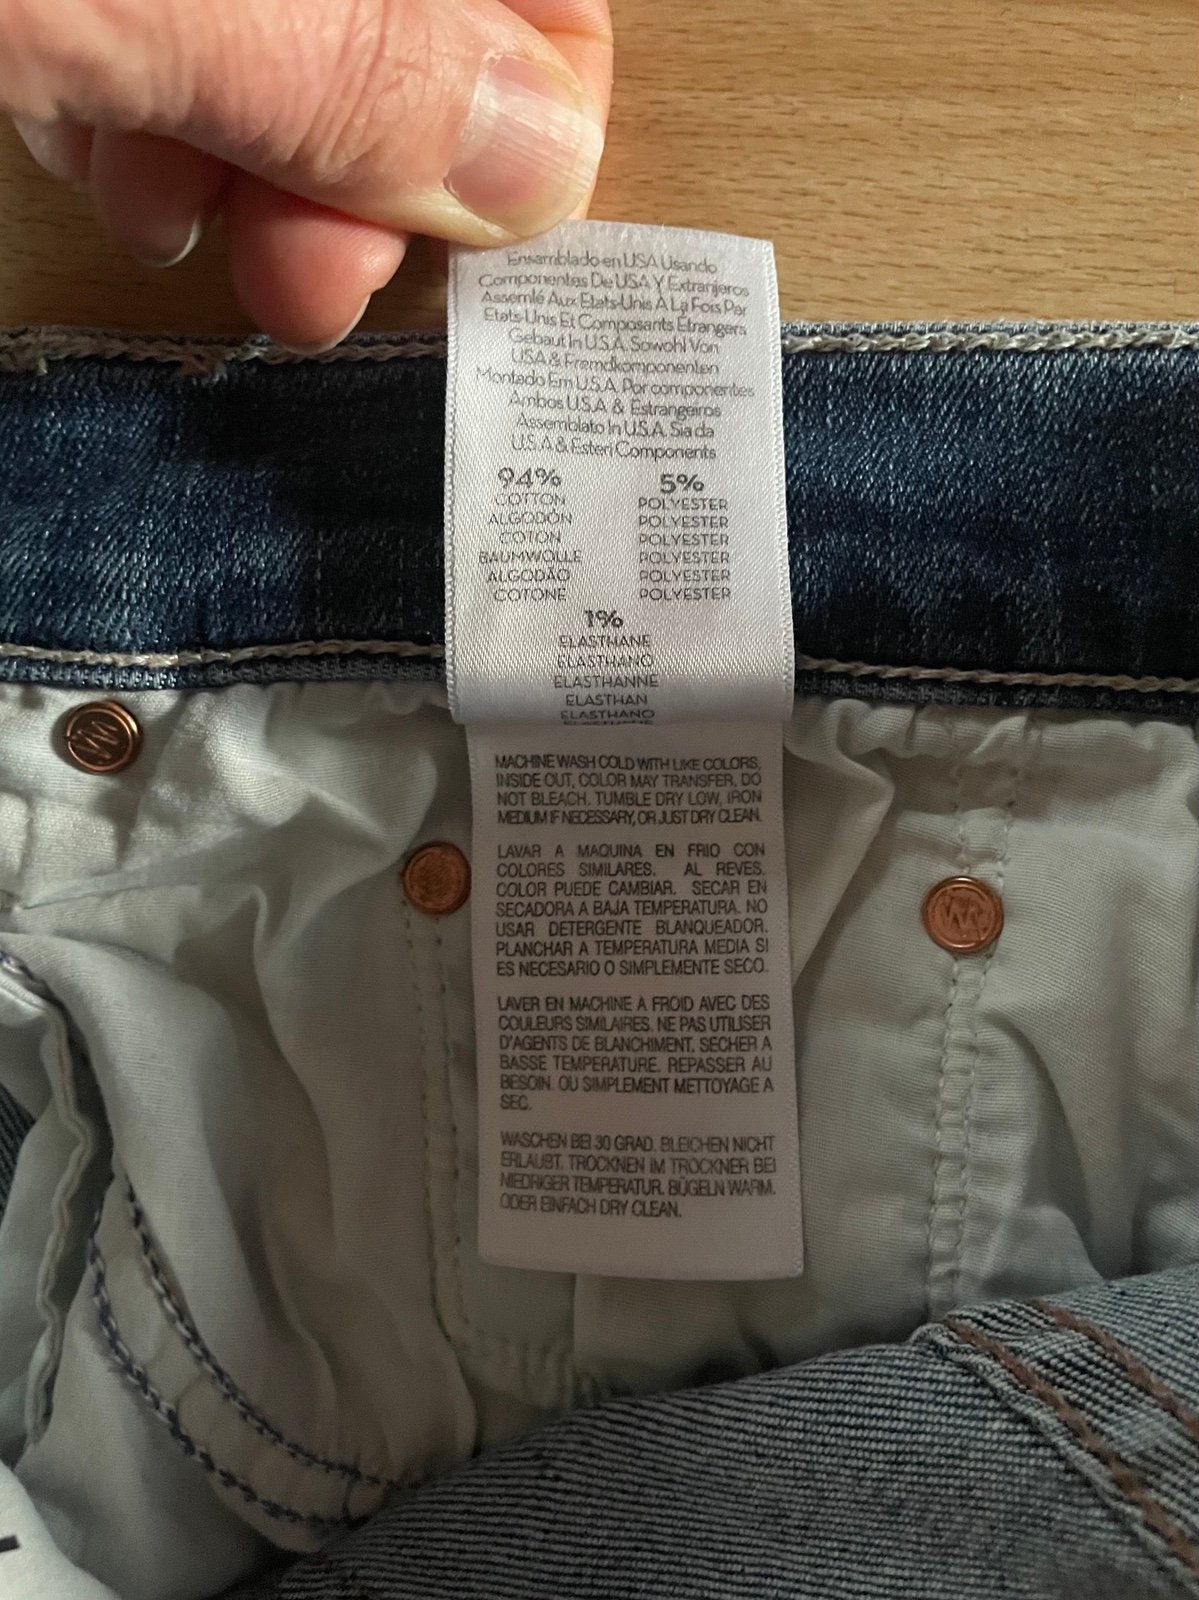 Ensamblado en USA Usando
Componentes De USA Y Extranjeros
Assemlé Aux Etats-Unis A La Fois Par
Etats-Unis Et Composants Etrangers
Gebaut In U.S.A. Sowohl Von
USA & Fremdkomponenten
Montado Em U.S.A. Por componentes
Ambos U.S.A & Estrangeiros
Assemblato In U.S.A. Sia da
U.S.A & Esteri Components
94% 5%
COTTON POLYESTER
ALGODÓN POLYESTER
COTON POLYESTER
BAUMWOLLE POLYESTER
ALGODÃO POLYESTER
COTONE POLYESTER
1%
ELASTHANE
ELASTHANO
ELASTHANNE
ELASTHAN
ELASTHANO
MACHINE WASH COLD WITH LIKE COLORS,
INSIDE OUT, COLOR MAY TRANSFER, DO
NOT BLEACH. TUMBLE DRY LOW, IRON
MEDIUM IF NECESSARY, OR JUST DRY CLEAN.
LAVAR A MAQUINA EN FRIO CON
COLORES SIMILARES. AL REVES.
COLOR PUEDE CAMBIAR. SECAR EN
SECADORA A BAJA TEMPERATURA. NO
USAR DETERGENTE BLANQUEADOR.
PLANCHAR A TEMPERATURA MEDIA SI
ES NECESARIO O SIMPLEMENTE SECO.
LAVER EN MACHINE A FROID AVEC DES
COULEURS SIMILAIRES. NE PAS UTILISER
D'AGENTS DE BLANCHIMENT. SECHER A
BASSE TEMPERATURE. REPASSER AU
BESOIN. OU SIMPLEMENT METTOYAGE A
SEC.
WASCHEN BEI 30 GRAD. BLEICHEN NICHT
ERLAUBT. TROCKNEN IM TROCKNER BEI
NIEDRIGER TEMPERATUR. BÜGELN WARM.
ODER EINFACH DRY CLEAN.